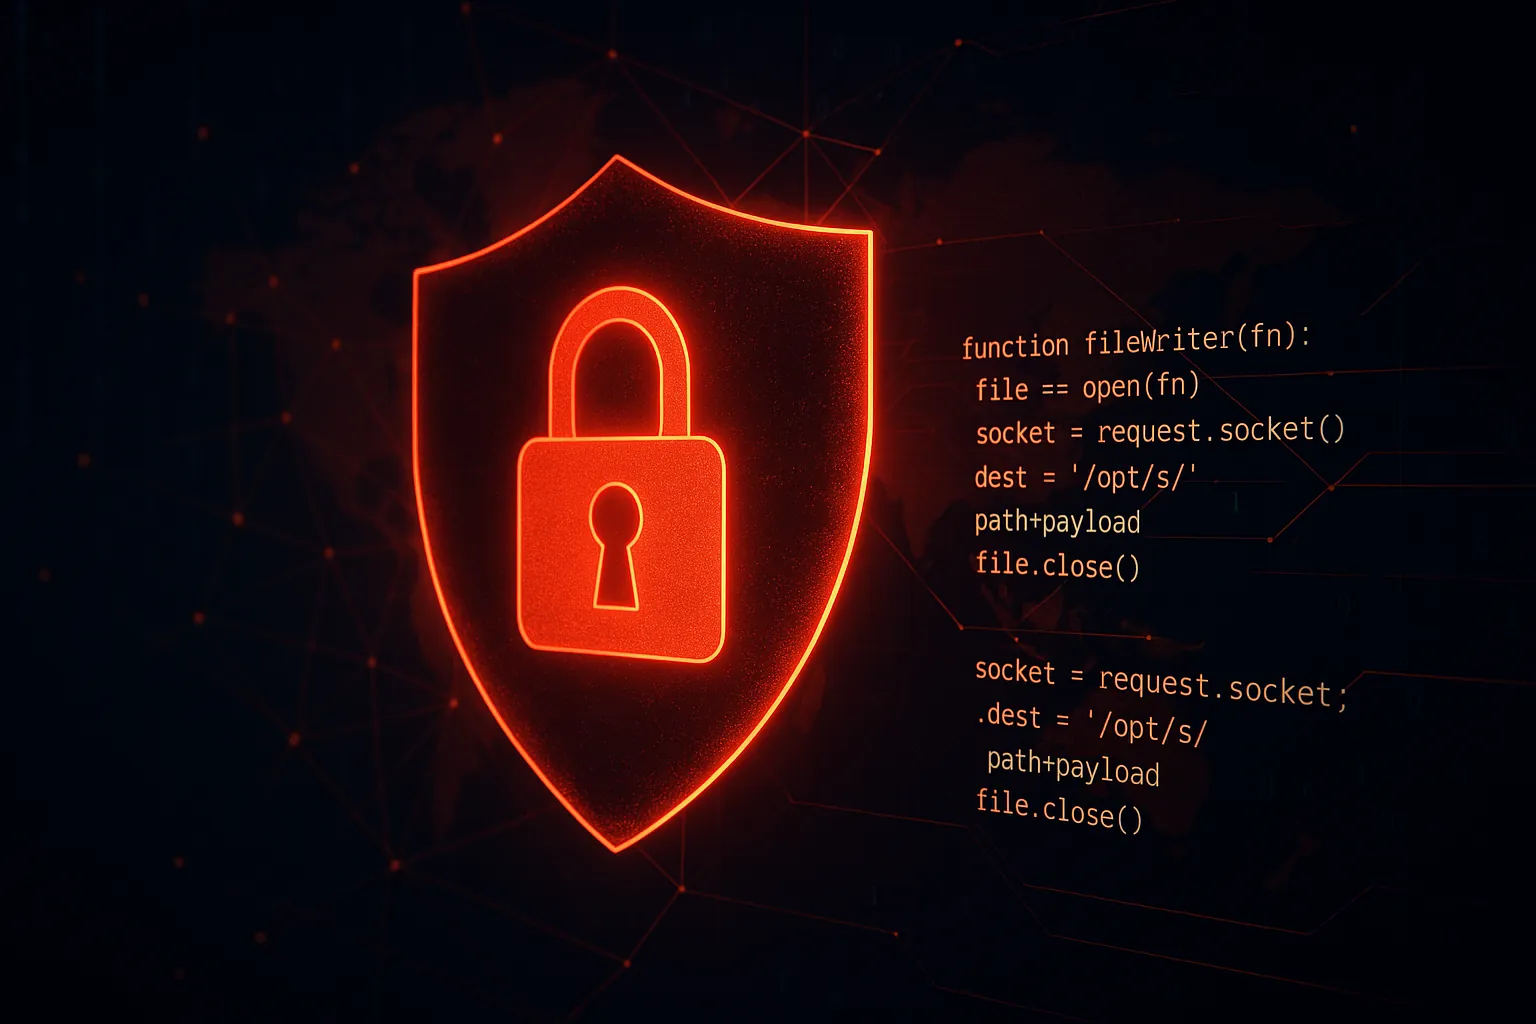 function fileWriter(fn):
file == open(fn)
socket = request.socket()
dest = '/opt/s/'
path+payload
file.close()
socket = request.socket;
.dest = '/opt/s/
path+payload
file.close()